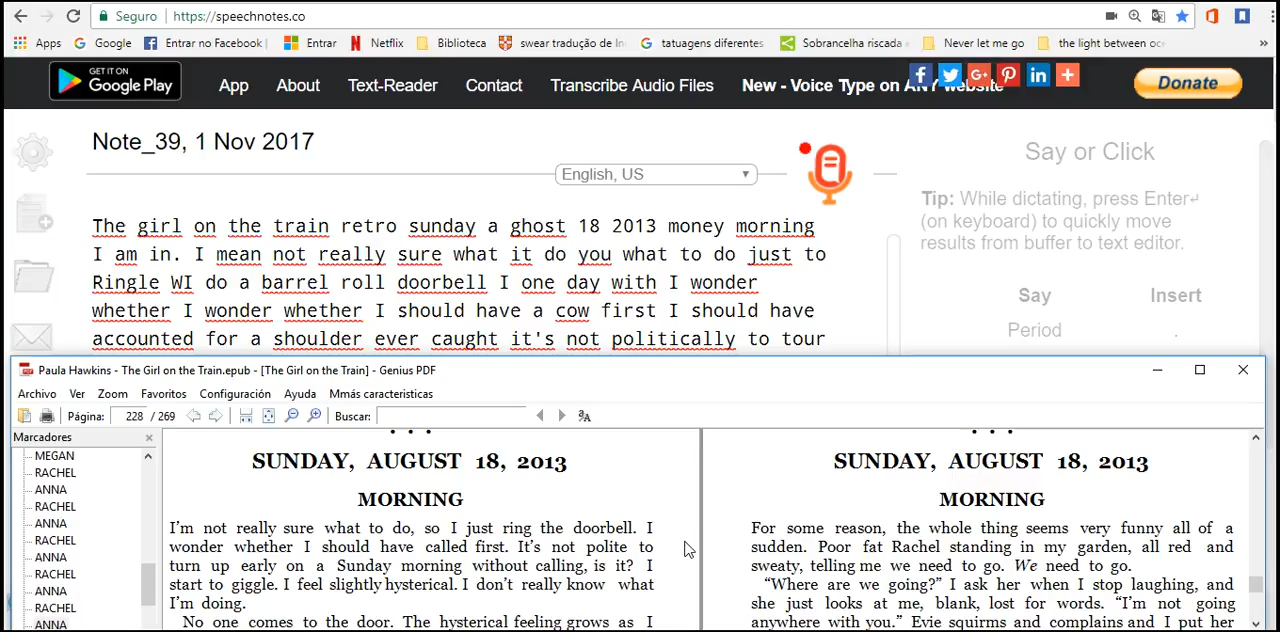 Seguro https://speechnotes.co
Apps Google Entrar no Facebook | Entrar Netflix Biblioteca swear tradução de In Tatuagens diferentes Sobrancelha riscada Never let me go the light between oc »
GET IT ON
Google Play App About Text-Reader Contact Transcribe Audio Files New - Voice Type on ANY website Donate
Note_39, 1 Nov 2017
English, US
The girl on the train retro sunday a ghost 18 2013 money morning
I am in. I mean not really sure what it do you what to do just to
Ringle WI do a barrel roll doorbell I one day with I wonder
whether I wonder whether I should have a cow first I should have
accounted for a shoulder ever caught it's not politically to tour
Say or Click
Tip: While dictating, press Enter↵
(on keyboard) to quickly move
results from buffer to text editor.
Say Insert
Period .
Paula Hawkins - The Girl on the Train.epub - [The Girl on the Train] - Genius PDF
Archivo Ver Zoom Favoritos Configuración Ayuda Mmás caracteristicas
Página: 228 / 269 Buscar:
Marcadores
MEGAN
RACHEL
ANNA
RACHEL
ANNA
RACHEL
ANNA
RACHEL
ANNA
RACHEL
ANNA
• • •
SUNDAY, AUGUST 18, 2013
MORNING
I'm not really sure what to do, so I just ring the doorbell. I
wonder whether I should have called first. It's not polite to
turn up early on a Sunday morning without calling, is it? I
start to giggle. I feel slightly hysterical. I don't really know what
I'm doing.
No one comes to the door. The hysterical feeling grows as I
• • •
SUNDAY, AUGUST 18, 2013
MORNING
For some reason, the whole thing seems very funny all of a
sudden. Poor fat Rachel standing in my garden, all red and
sweaty, telling me we need to go. We need to go.
“Where are we going?” I ask her when I stop laughing, and
she just looks at me, blank, lost for words. “I'm not going
anywhere with you.” Evie squirms and complains and I put her